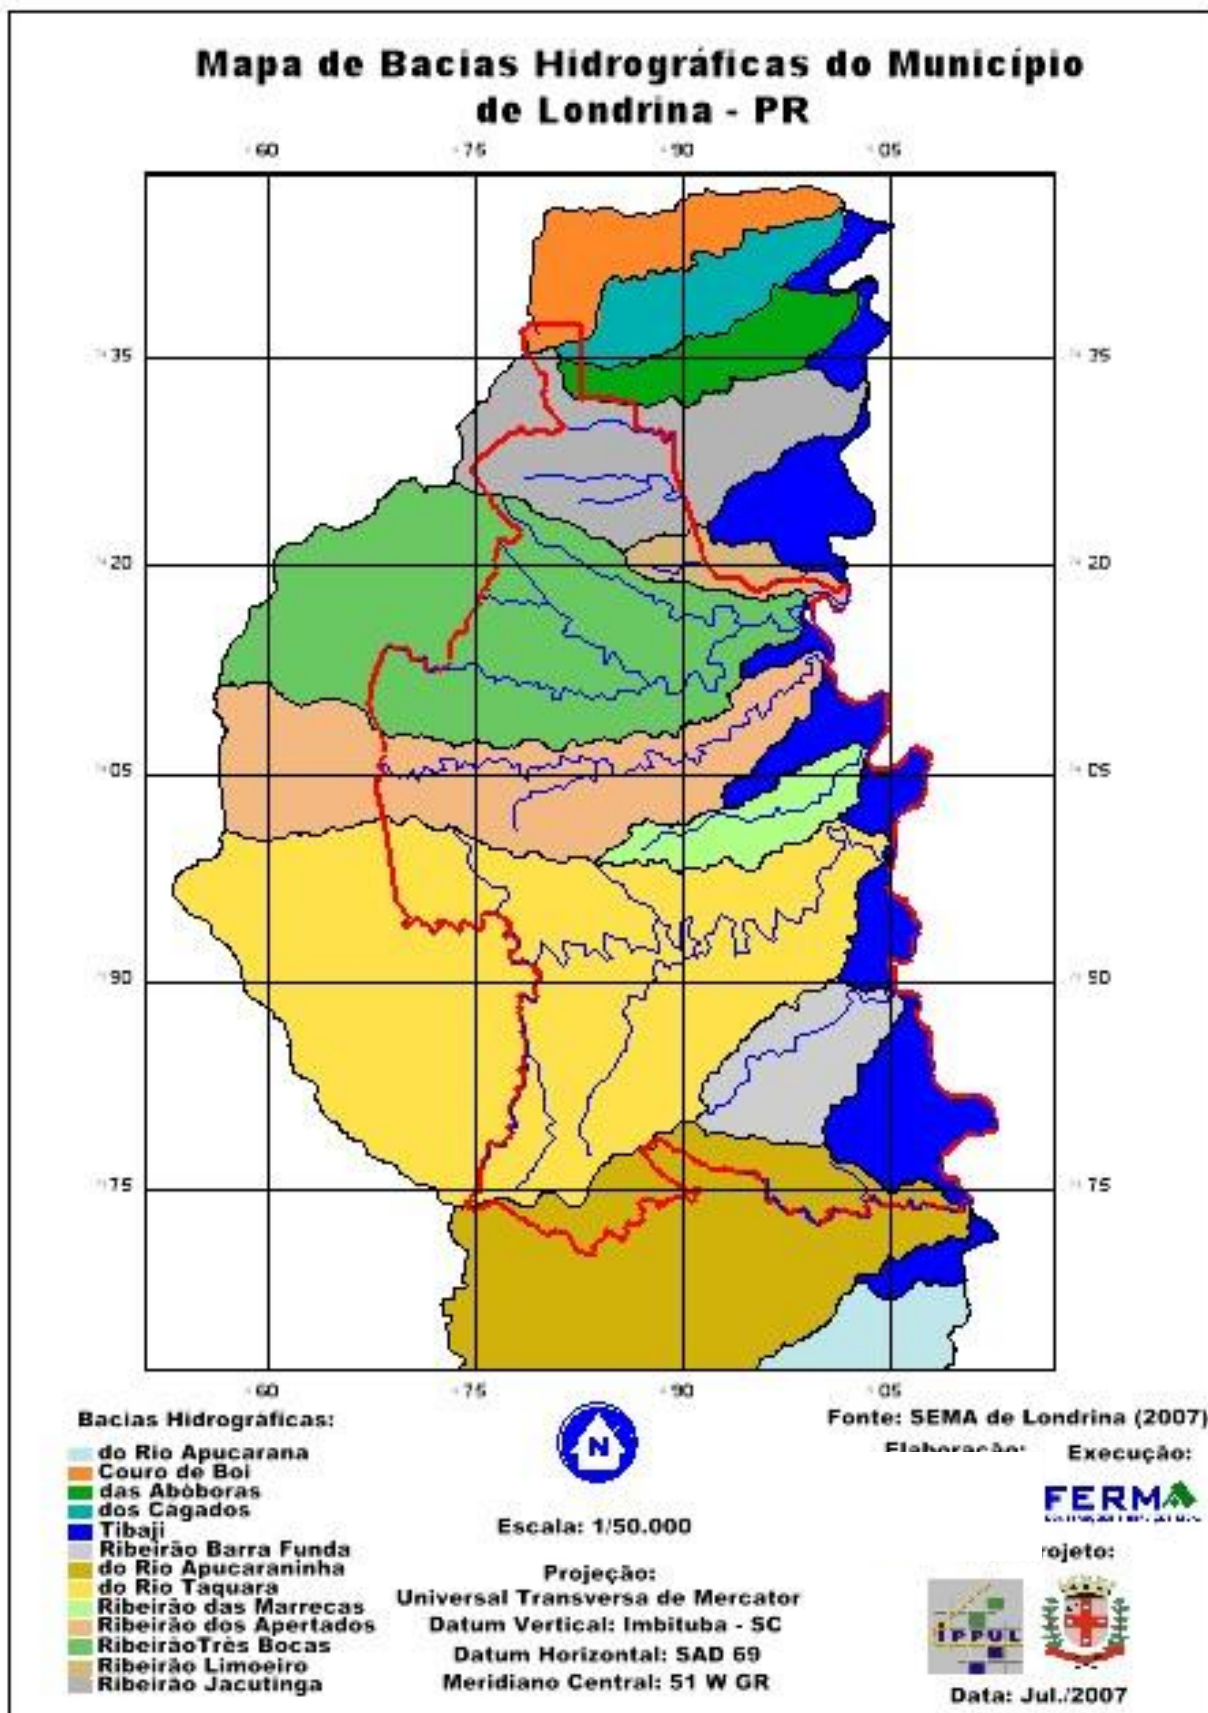 Mapa de Bacias Hidrográficas do Município
de Londrina - PR
60 75 90 05
35 35
20 20
05 05
90 90
75 75
60 75 90 05
Bacias Hidrográficas:
do Rio Apucarana
Couro de Boi
das Abóboras
dos Cágados
Tibaji
Ribeirão Barra Funda
do Rio Apucaraninha
do Rio Taquara
Ribeirão das Marrecas
Ribeirão dos Apertados
RibeirãoTrês Bocas
Ribeirão Limoeiro
Ribeirão Jacutinga
N
Escala: 1/50.000
Projeção:
Universal Transversa de Mercator
Datum Vertical: Imbituba - SC
Datum Horizontal: SAD 69
Meridiano Central: 51 W GR
Fonte: SEMA de Londrina (2007)
Elaboração: Execução:
FERMA
rojeto:
IPPUL
Data: Jul./2007